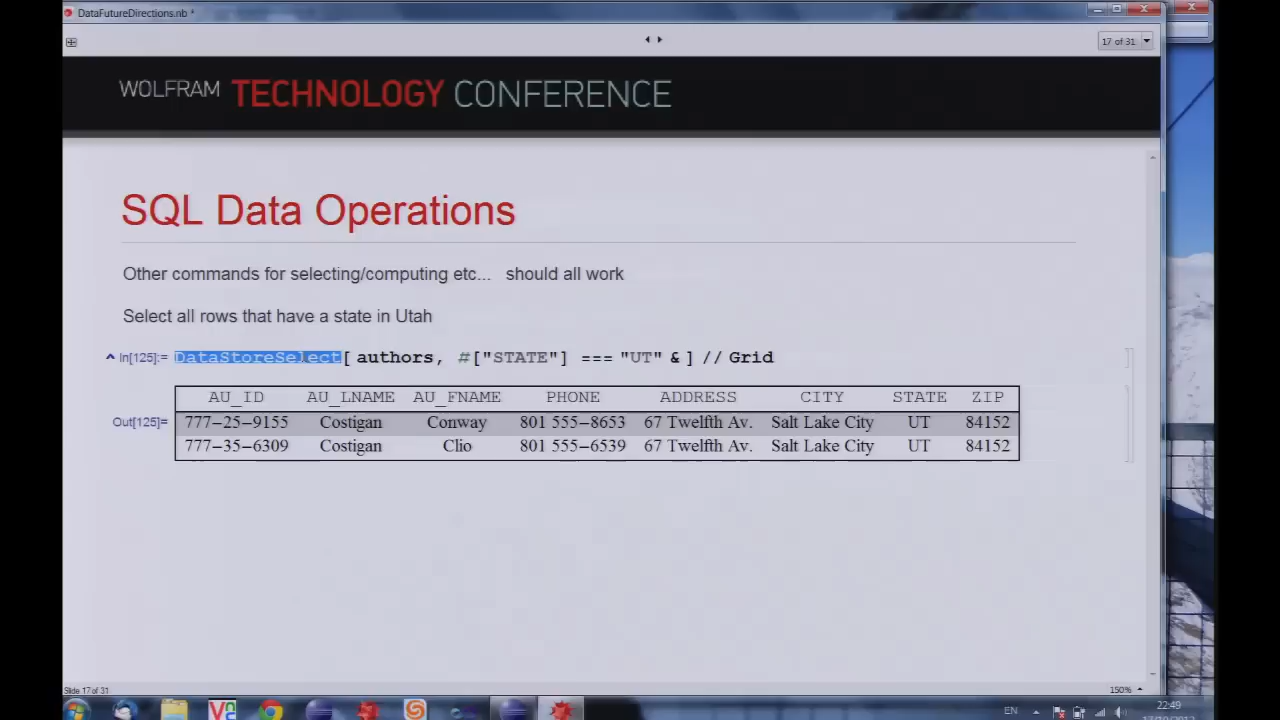 DataFutureDirections.nb *
17 of 31
WOLFRAM TECHNOLOGY CONFERENCE
SQL Data Operations
Other commands for selecting/computing etc... should all work
Select all rows that have a state in Utah
In[125]:= DataStoreSelect[ authors, #["STATE"] === "UT" & ] // Grid
Out[125]=
AU_ID AU_LNAME AU_FNAME PHONE ADDRESS CITY STATE ZIP
777-25-9155 Costigan Conway 801 555-8653 67 Twelfth Av. Salt Lake City UT 84152
777-35-6309 Costigan Clio 801 555-6539 67 Twelfth Av. Salt Lake City UT 84152
Slide 17 of 31
150%
EN
22:49